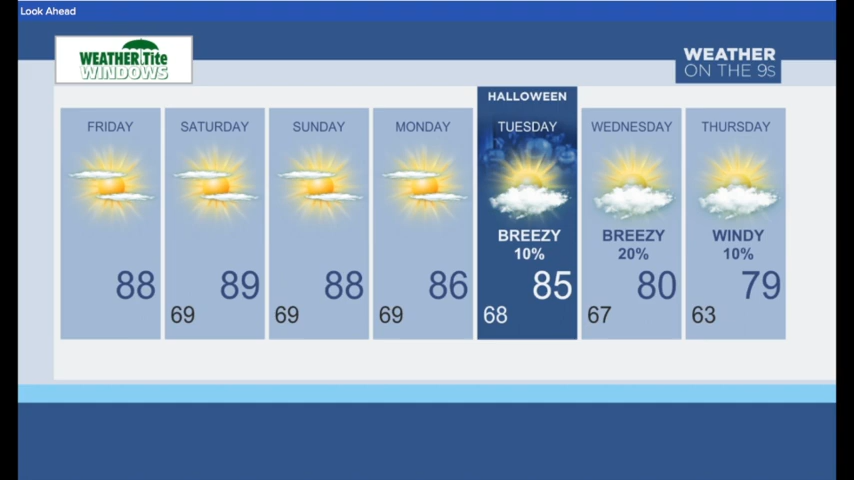 Look Ahead
WEATHER Tite
WINDOWS
WEATHER
ON THE 9s
HALLOWEEN
FRIDAY SATURDAY SUNDAY MONDAY TUESDAY WEDNESDAY THURSDAY
BREEZY BREEZY WINDY
10% 20% 10%
88 89 88 86 85 80 79
69 69 69 68 67 63